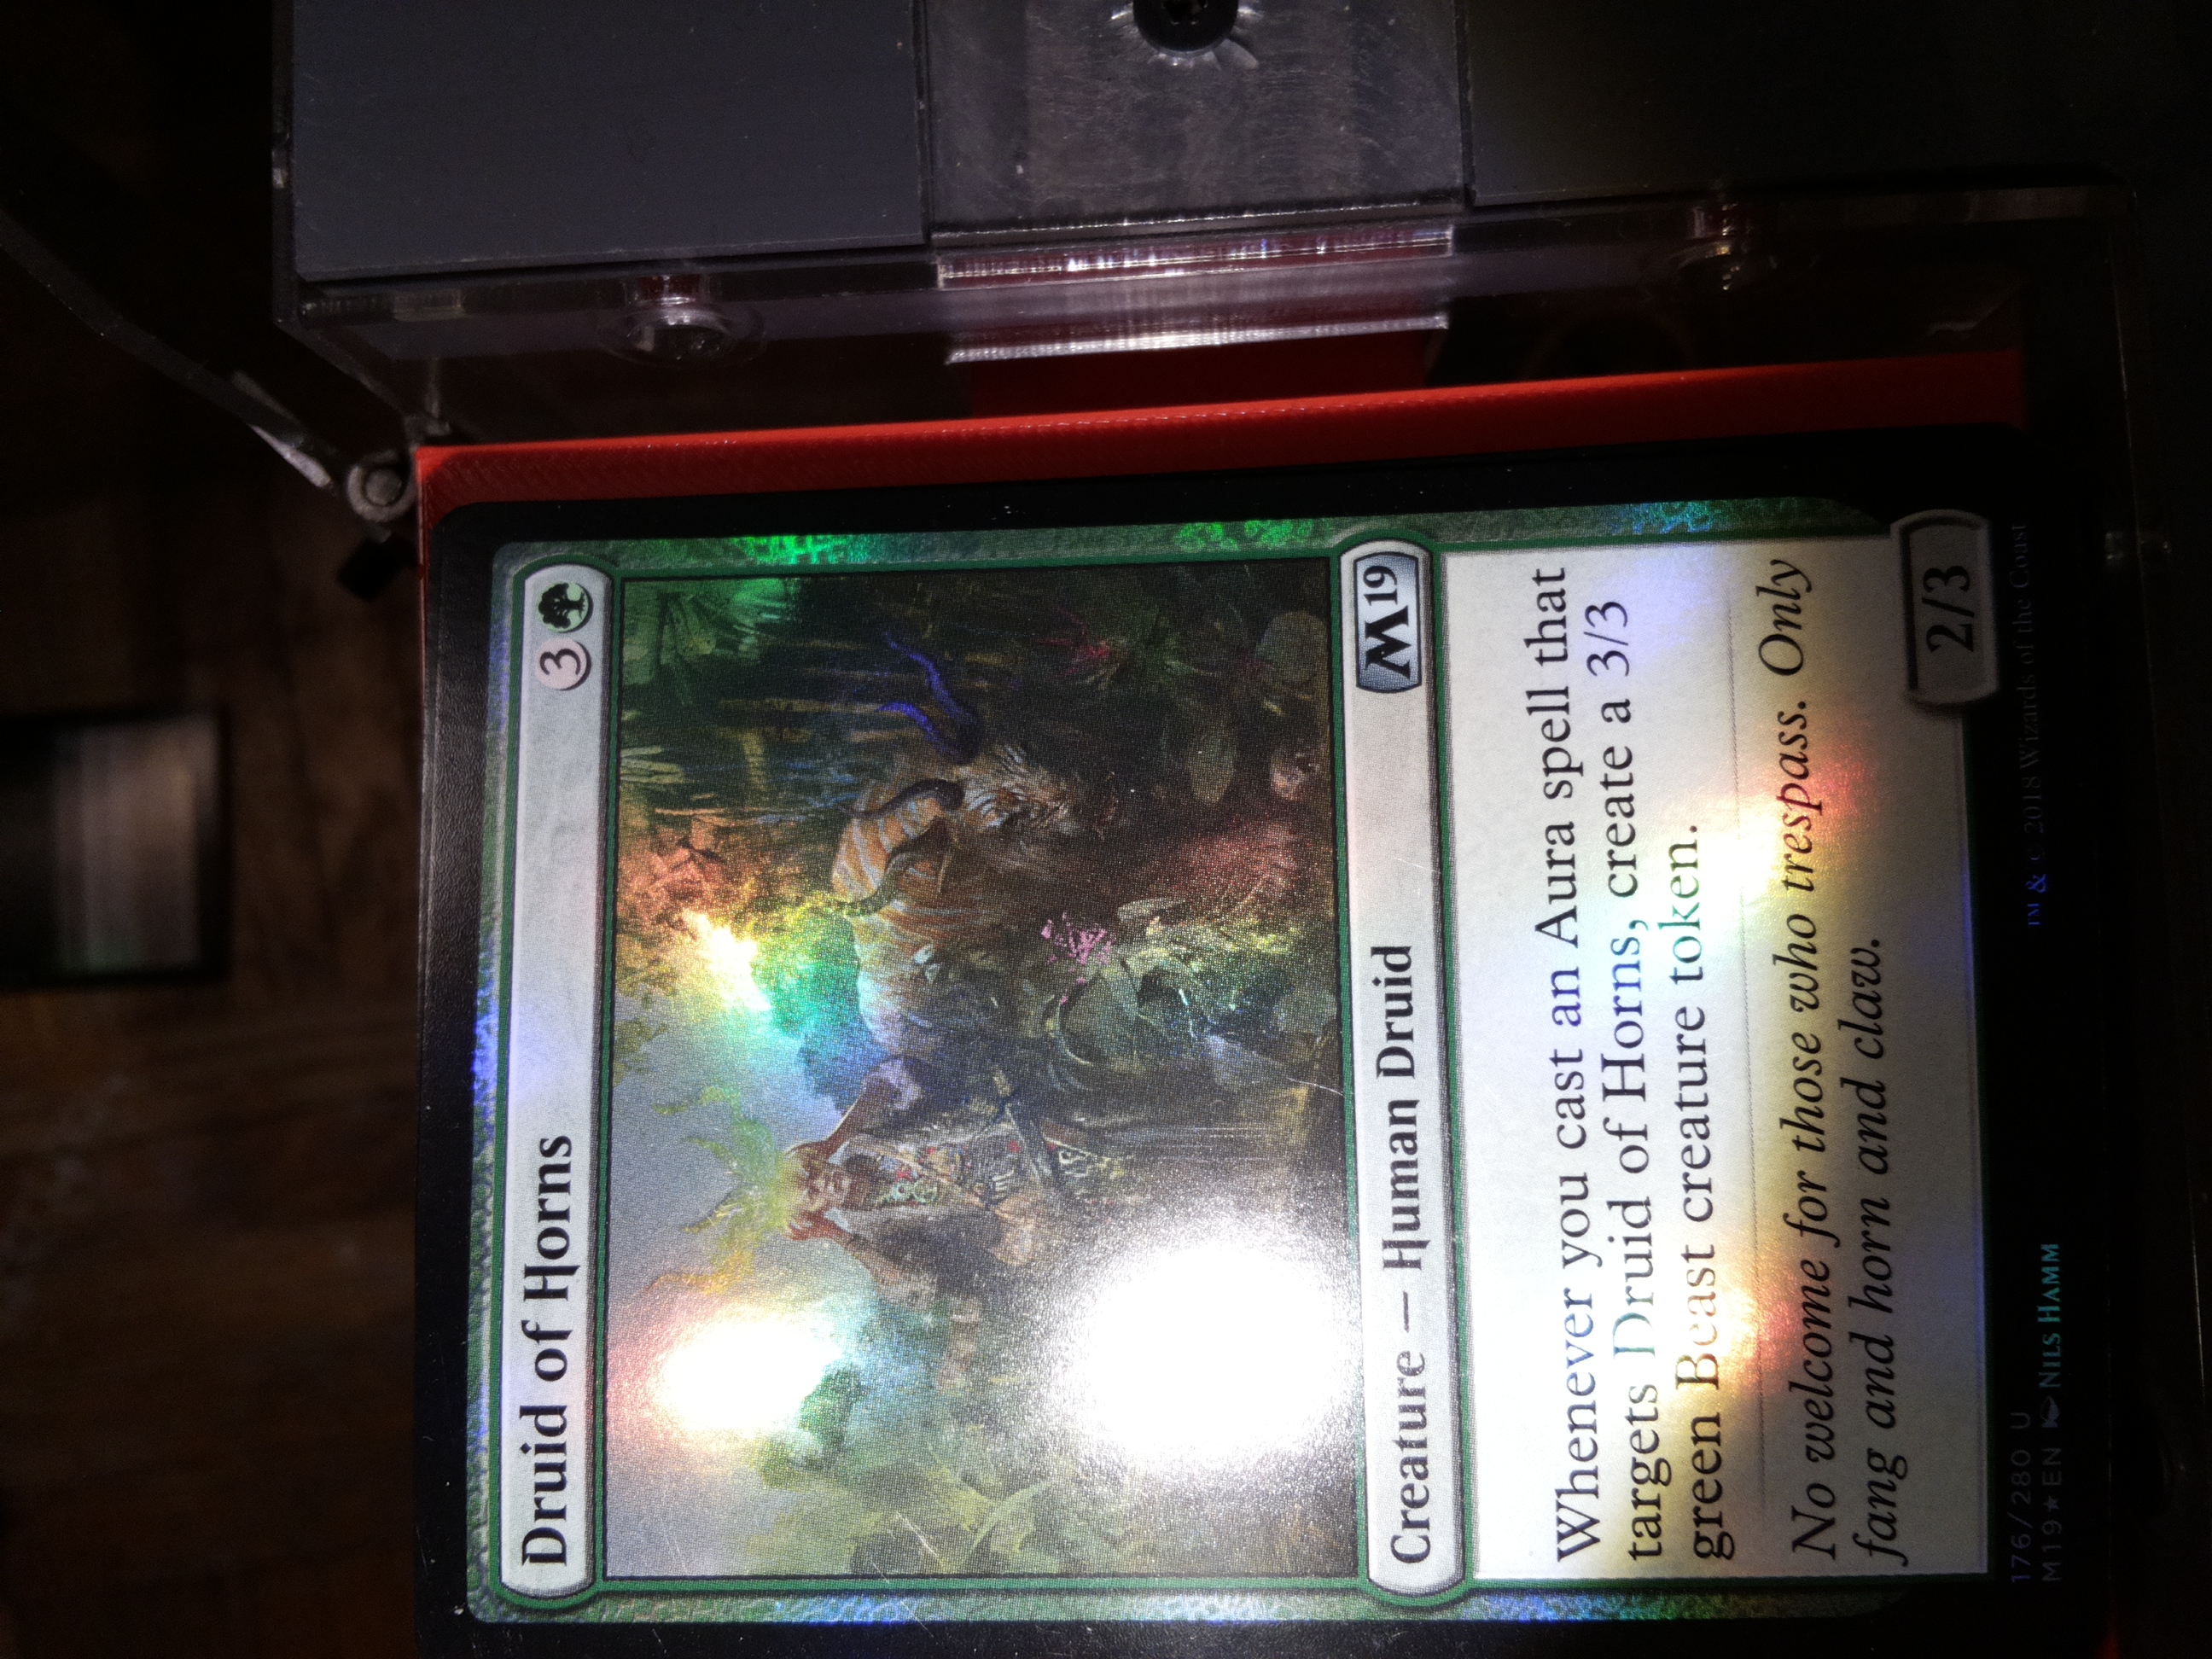 Druid of Horns 3
Creature — Human Druid M19
Whenever you cast an Aura spell that
targets Druid of Horns, create a 3/3
green Beast creature token.
No welcome for those who trespass. Only
fang and horn and claw.
2/3
176/280 U
M19★EN NILS HAMM
™ & © 2018 Wizards of the Coast